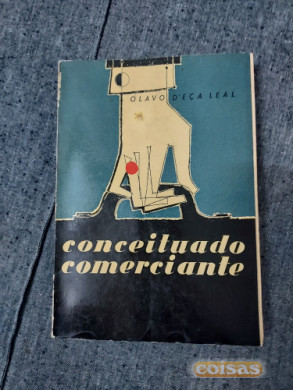 OLAVO D'EÇA LEAL
conceituado
comerciante
coisas